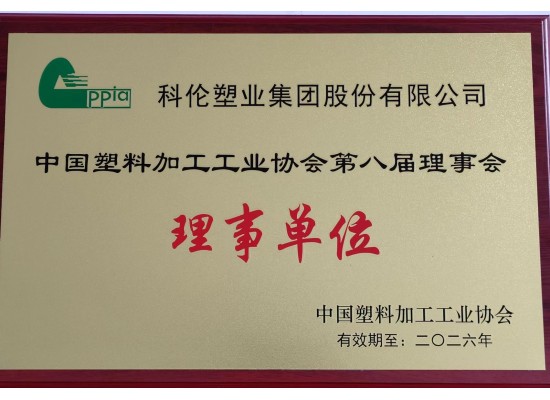 cppia
科伦塑业集团股份有限公司
中国塑料加工工业协会第八届理事会
理事单位
中国塑料加工工业协会
有效期至：二〇二六年